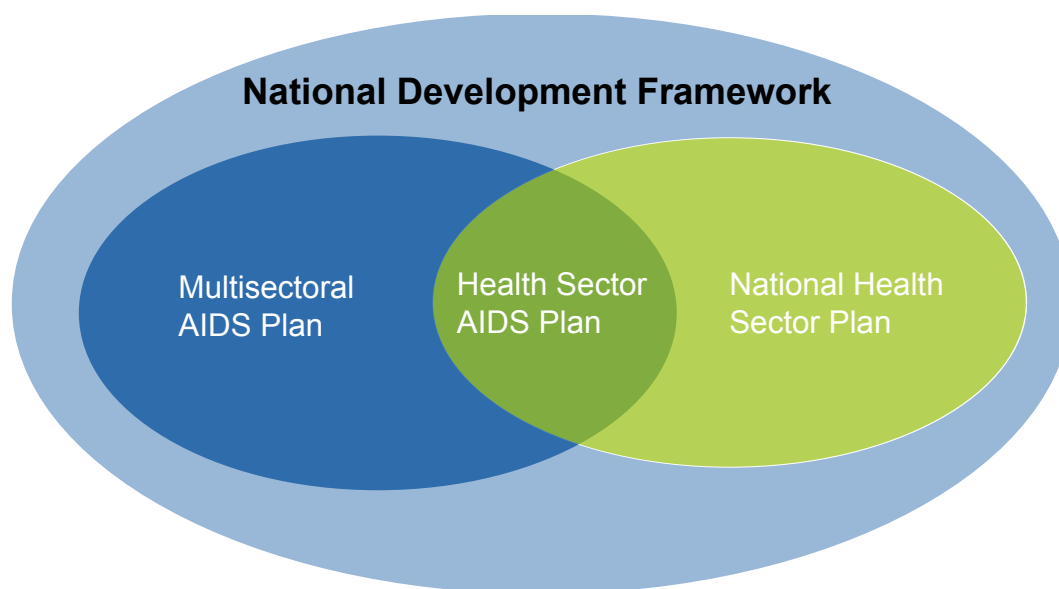 National Development Framework
Multisectoral
AIDS Plan
Health Sector
AIDS Plan
National Health
Sector Plan